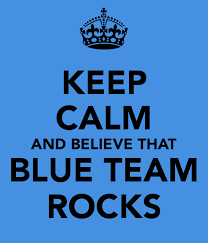 KEEP
CALM
AND BELIEVE THAT
BLUE TEAM
ROCKS